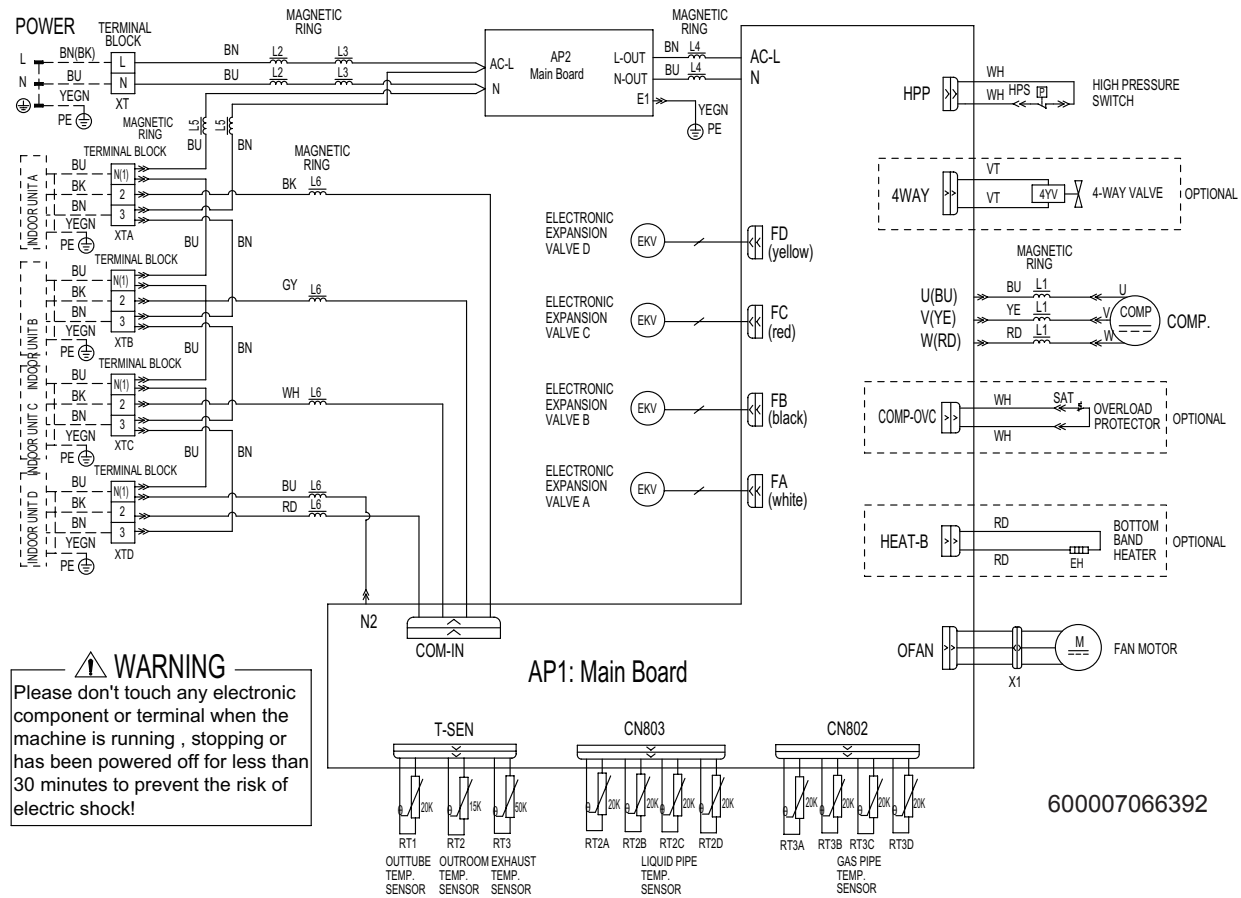 POWER
TERMINAL
BLOCK
MAGNETIC
RING
MAGNETIC
RING
L
BN(BK)
L
BN
L2
L3
N
BU
N
BU
L2
L3
YEGN
PE
XT
AC-L
N
AP2
Main Board
L-OUT
N-OUT
E1
BN
L4
BU
L4
YEGN
PE
AC-L
N
MAGNETIC
RING
L5
L5
BU
BN
TERMINAL BLOCK
INDOOR UNIT A
BU
BK
BN
YEGN
PE
N(1)
2
3
XTA
MAGNETIC
RING
BK
L6
BU
BN
TERMINAL BLOCK
INDOOR UNIT B
BU
BK
BN
YEGN
PE
N(1)
2
3
XTB
GY
L6
BU
BN
TERMINAL BLOCK
INDOOR UNIT C
BU
BK
BN
YEGN
PE
N(1)
2
3
XTC
WH
L6
BU
BN
TERMINAL BLOCK
INDOOR UNIT D
BU
BK
BN
YEGN
PE
N(1)
2
3
XTD
BU
L6
RD
L6
N2
COM-IN
ELECTRONIC
EXPANSION
VALVE D
EKV
FD
(yellow)
ELECTRONIC
EXPANSION
VALVE C
EKV
FC
(red)
ELECTRONIC
EXPANSION
VALVE B
EKV
FB
(black)
ELECTRONIC
EXPANSION
VALVE A
EKV
FA
(white)
HPP
WH
WH
HPS
P
HIGH PRESSURE
SWITCH
4WAY
VT
VT
4YV
4-WAY VALVE
OPTIONAL
MAGNETIC
RING
U(BU)
BU
L1
U
V(YE)
YE
L1
V
W(RD)
RD
L1
W
COMP
COMP.
COMP-OVC
WH
WH
SAT
OVERLOAD
PROTECTOR
OPTIONAL
HEAT-B
RD
RD
EH
BOTTOM
BAND
HEATER
OPTIONAL
OFAN
X1
M
FAN MOTOR
AP1: Main Board
WARNING
Please don't touch any electronic
component or terminal when the
machine is running , stopping or
has been powered off for less than
30 minutes to prevent the risk of
electric shock!
T-SEN
CN803
CN802
θ
20K
θ
15K
θ
50K
θ
20K
θ
20K
θ
20K
θ
20K
θ
20K
θ
20K
θ
20K
θ
20K
RT1
RT2
RT3
RT2A
RT2B
RT2C
RT2D
RT3A
RT3B
RT3C
RT3D
OUTTUBE
TEMP.
SENSOR
OUTROOM
TEMP.
SENSOR
EXHAUST
TEMP.
SENSOR
LIQUID PIPE
TEMP.
SENSOR
GAS PIPE
TEMP.
SENSOR
600007066392